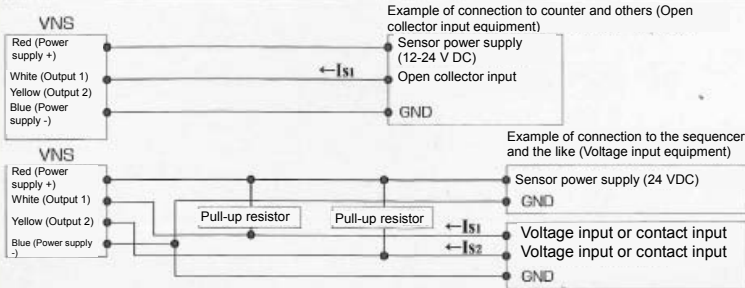 VNS
Red (Power
supply +)
White (Output 1)
Yellow (Output 2)
Blue (Power
supply -)
Example of connection to counter and others (Open
collector input equipment)
Sensor power supply
(12-24 V DC)
←Is1
Open collector input
GND
Example of connection to the sequencer
and the like (Voltage input equipment)
VNS
Red (Power
supply +)
White (Output 1)
Yellow (Output 2)
Blue (Power supply
-)
Pull-up resistor
Pull-up resistor
Sensor power supply (24 VDC)
GND
←Is1
←Is2
Voltage input or contact input
Voltage input or contact input
GND